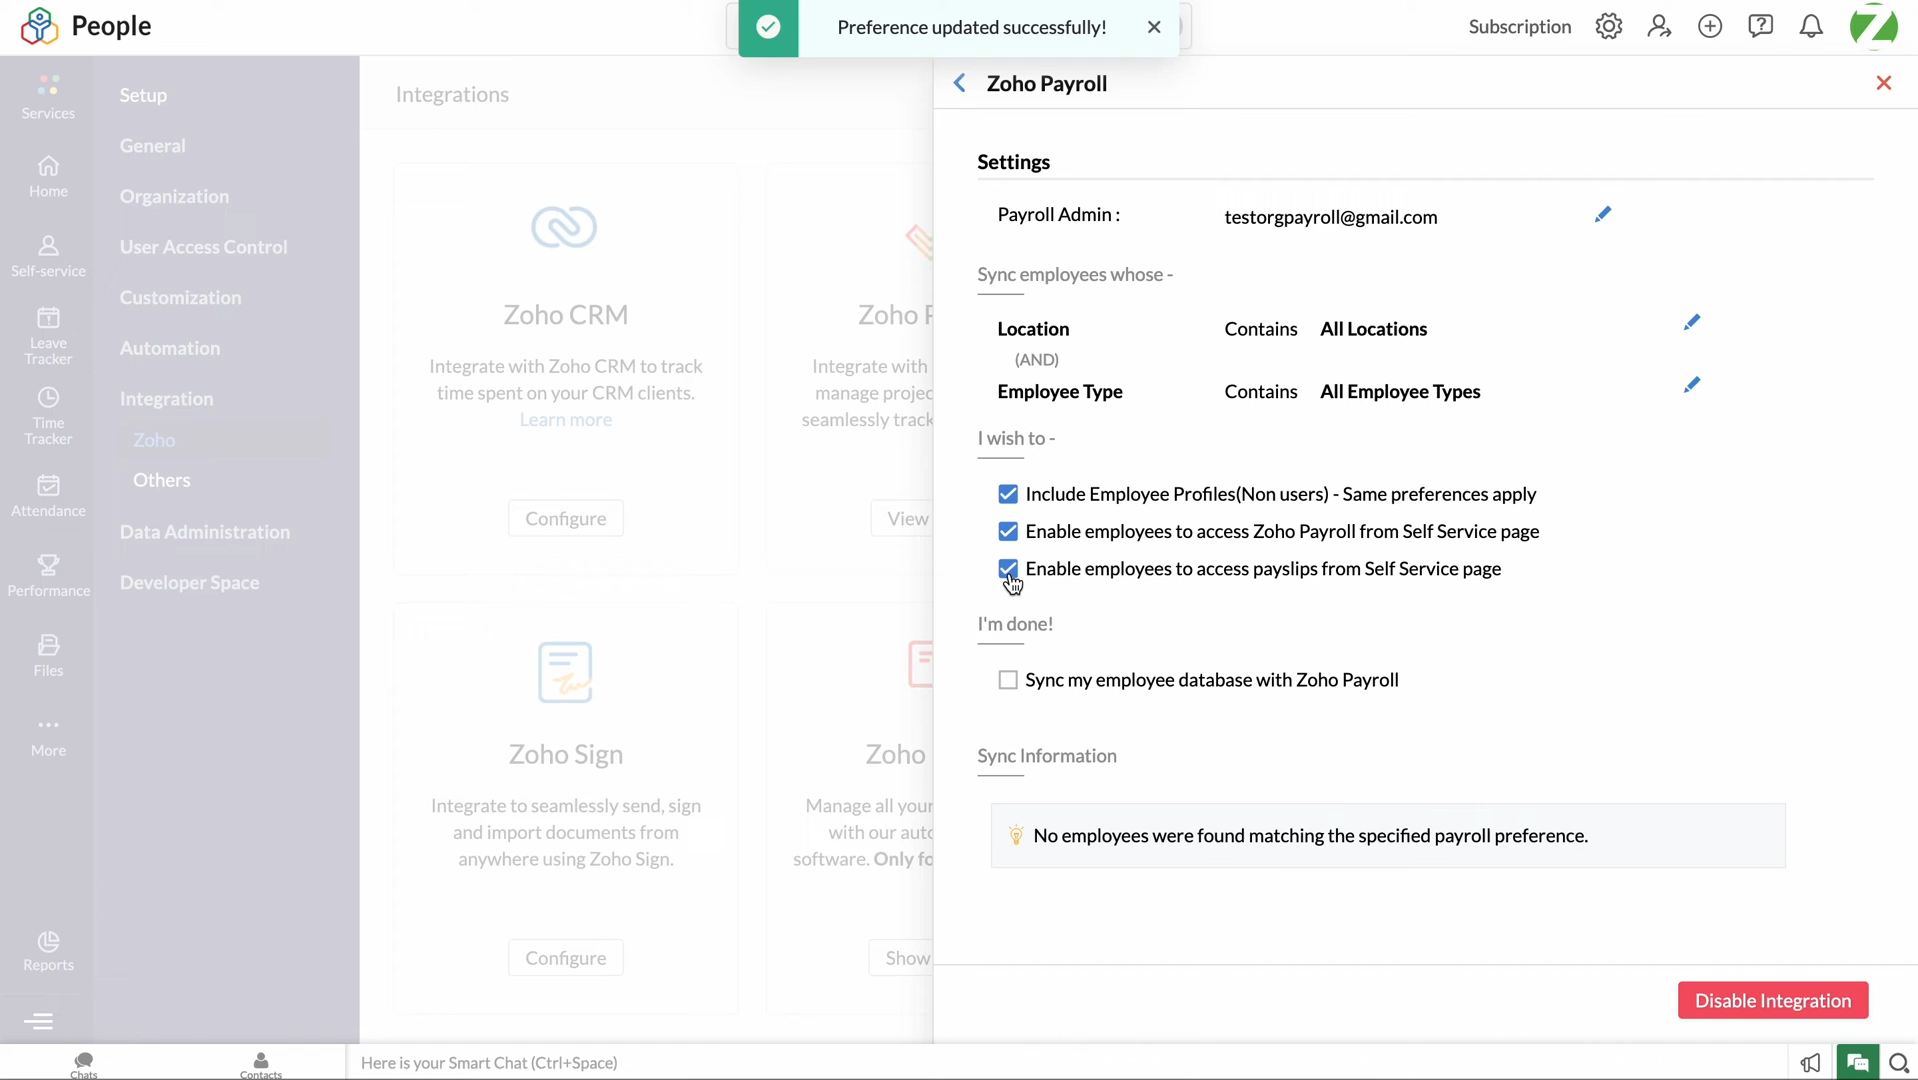 People
Preference updated successfully!
Subscription
Services
Home
Self-service
Leave
Tracker
Time
Tracker
Attendance
Performance
Files
More
Reports
Setup
General
Organization
User Access Control
Customization
Automation
Integration
Zoho
Others
Data Administration
Developer Space
Integrations
Zoho CRM
Integrate with Zoho CRM to track
time spent on your CRM clients.
Learn more
Configure
Zoho
Integrate with
manage
seamlessly
View
Zoho Sign
Integrate to seamlessly send, sign
and import documents from
anywhere using Zoho Sign.
Configure
Zoho
Manage all your
with our
software. Only
Show
Zoho Payroll
Settings
Payroll Admin : testorgpayroll@gmail.com
Sync employees whose -
Location Contains All Locations
(AND)
Employee Type Contains All Employee Types
I wish to -
Include Employee Profiles(Non users) - Same preferences apply
Enable employees to access Zoho Payroll from Self Service page
Enable employees to access payslips from Self Service page
I'm done!
Sync my employee database with Zoho Payroll
Sync Information
No employees were found matching the specified payroll preference.
Disable Integration
Chats
Contacts
Here is your Smart Chat (Ctrl+Space)